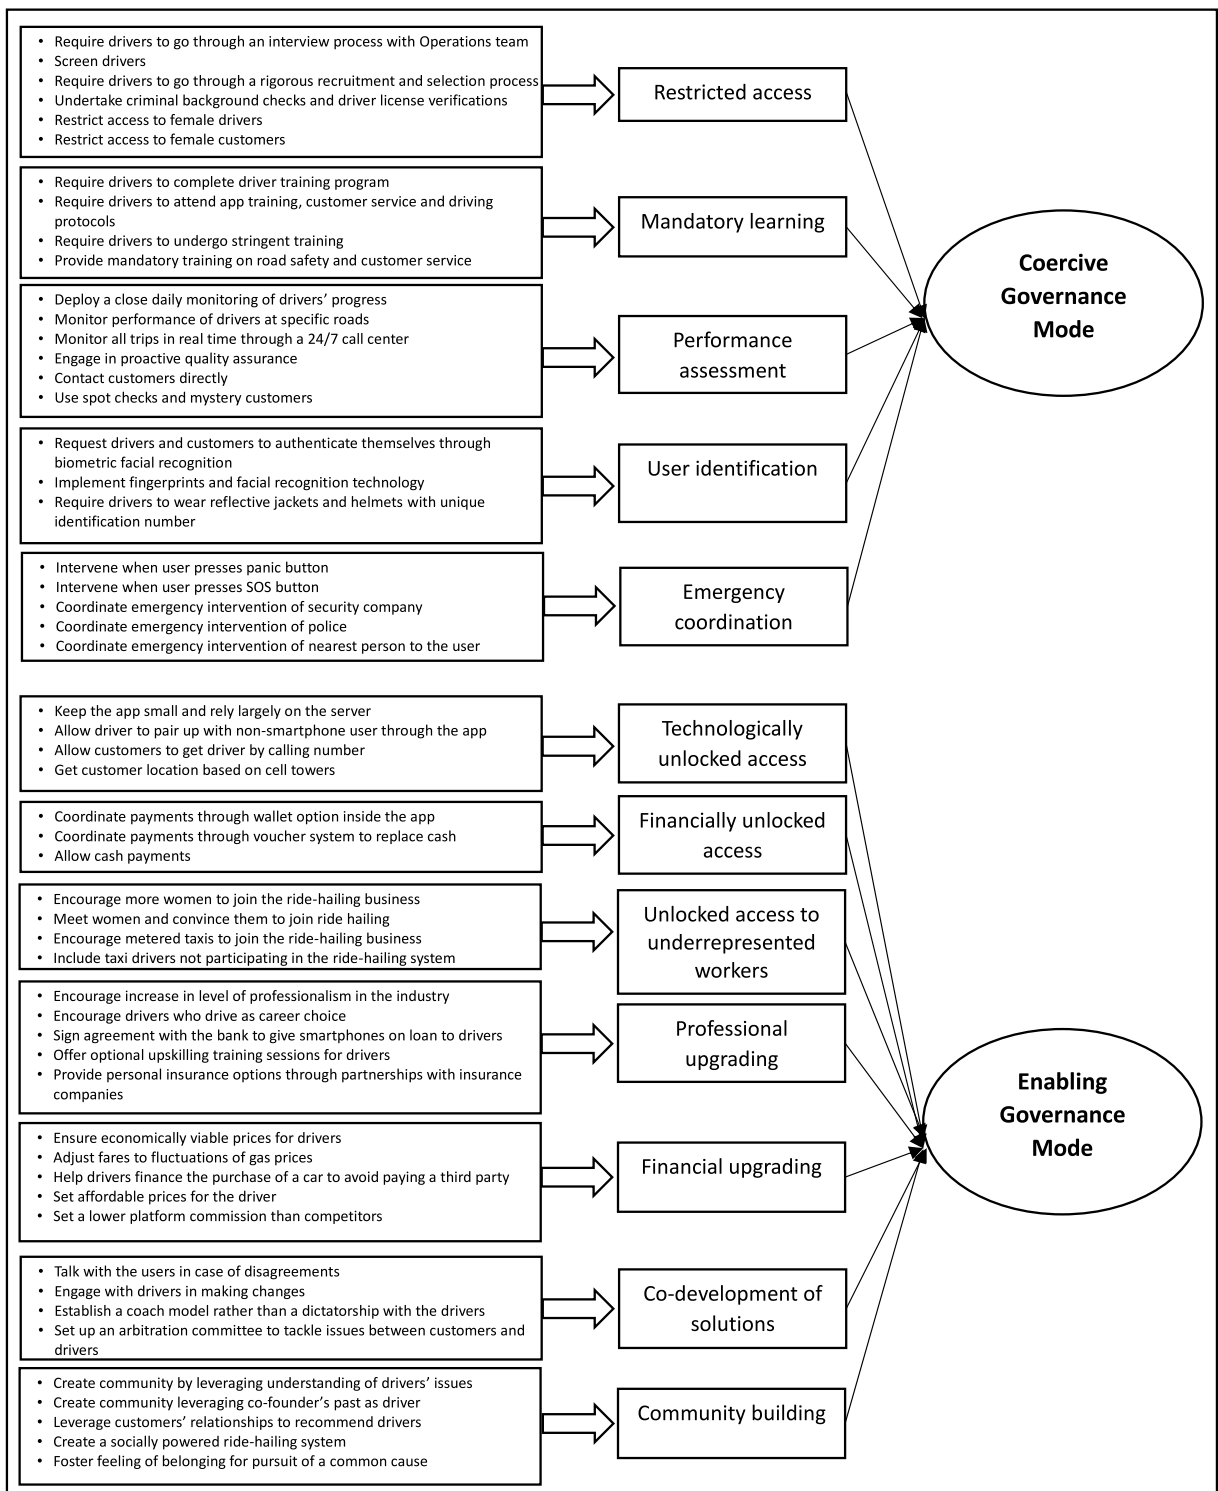 • Require drivers to go through an interview process with Operations team
• Screen drivers
• Require drivers to go through a rigorous recruitment and selection process
• Undertake criminal background checks and driver license verifications
• Restrict access to female drivers
• Restrict access to female customers
Restricted access
• Require drivers to complete driver training program
• Require drivers to attend app training, customer service and driving
protocols
• Require drivers to undergo stringent training
• Provide mandatory training on road safety and customer service
Mandatory learning
• Deploy a close daily monitoring of drivers’ progress
• Monitor performance of drivers at specific roads
• Monitor all trips in real time through a 24/7 call center
• Engage in proactive quality assurance
• Contact customers directly
• Use spot checks and mystery customers
Performance
assessment
• Request drivers and customers to authenticate themselves through
biometric facial recognition
• Implement fingerprints and facial recognition technology
• Require drivers to wear reflective jackets and helmets with unique
identification number
User identification
• Intervene when user presses panic button
• Intervene when user presses SOS button
• Coordinate emergency intervention of security company
• Coordinate emergency intervention of police
• Coordinate emergency intervention of nearest person to the user
Emergency
coordination
Coercive
Governance
Mode
• Keep the app small and rely largely on the server
• Allow driver to pair up with non-smartphone user through the app
• Allow customers to get driver by calling number
• Get customer location based on cell towers
Technologically
unlocked access
• Coordinate payments through wallet option inside the app
• Coordinate payments through voucher system to replace cash
• Allow cash payments
Financially unlocked
access
• Encourage more women to join the ride-hailing business
• Meet women and convince them to join ride hailing
• Encourage metered taxis to join the ride-hailing business
• Include taxi drivers not participating in the ride-hailing system
Unlocked access to
underrepresented
workers
• Encourage increase in level of professionalism in the industry
• Encourage drivers who drive as career choice
• Sign agreement with the bank to give smartphones on loan to drivers
• Offer optional upskilling training sessions for drivers
• Provide personal insurance options through partnerships with insurance
companies
Professional
upgrading
• Ensure economically viable prices for drivers
• Adjust fares to fluctuations of gas prices
• Help drivers finance the purchase of a car to avoid paying a third party
• Set affordable prices for the driver
• Set a lower platform commission than competitors
Financial upgrading
• Talk with the users in case of disagreements
• Engage with drivers in making changes
• Establish a coach model rather than a dictatorship with the drivers
• Set up an arbitration committee to tackle issues between customers and
drivers
Co-development of
solutions
• Create community by leveraging understanding of drivers’ issues
• Create community leveraging co-founder’s past as driver
• Leverage customers’ relationships to recommend drivers
• Create a socially powered ride-hailing system
• Foster feeling of belonging for pursuit of a common cause
Community building
Enabling
Governance
Mode